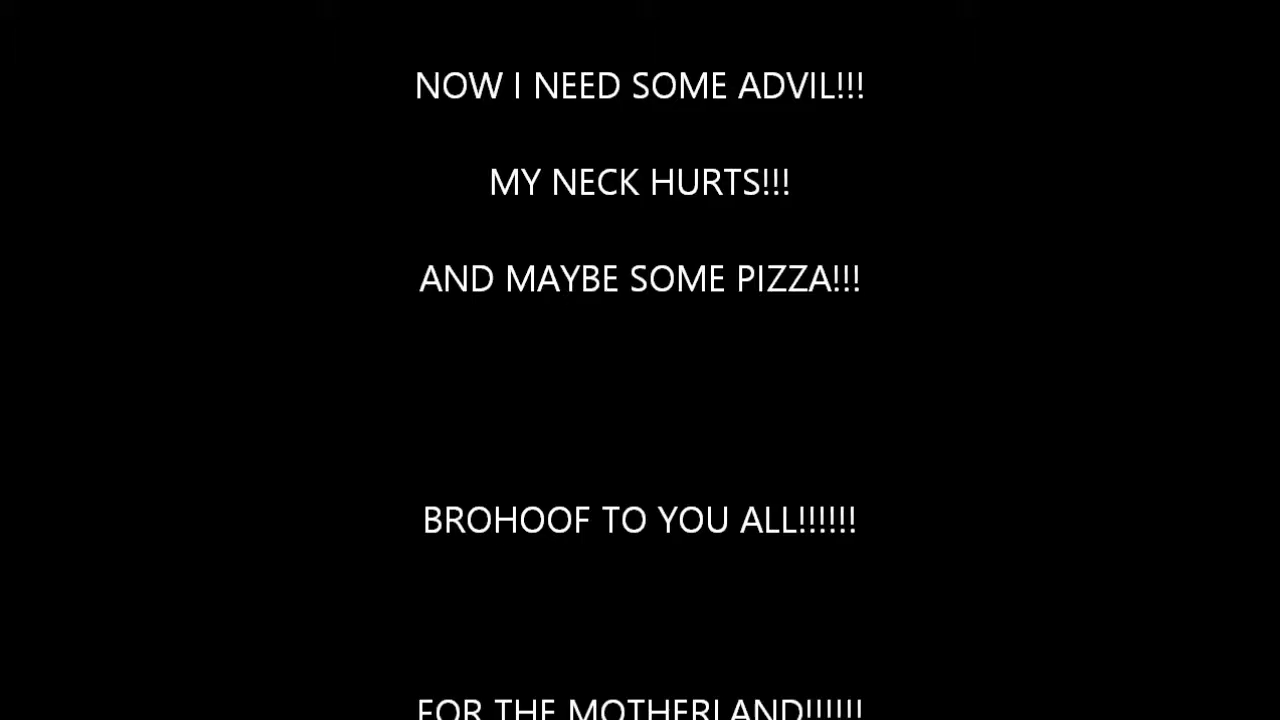 NOW I NEED SOME ADVIL!!!
MY NECK HURTS!!!
AND MAYBE SOME PIZZA!!!
BROHOOF TO YOU ALL!!!!!!
FOR THE MOTHERLAND!!!!!!